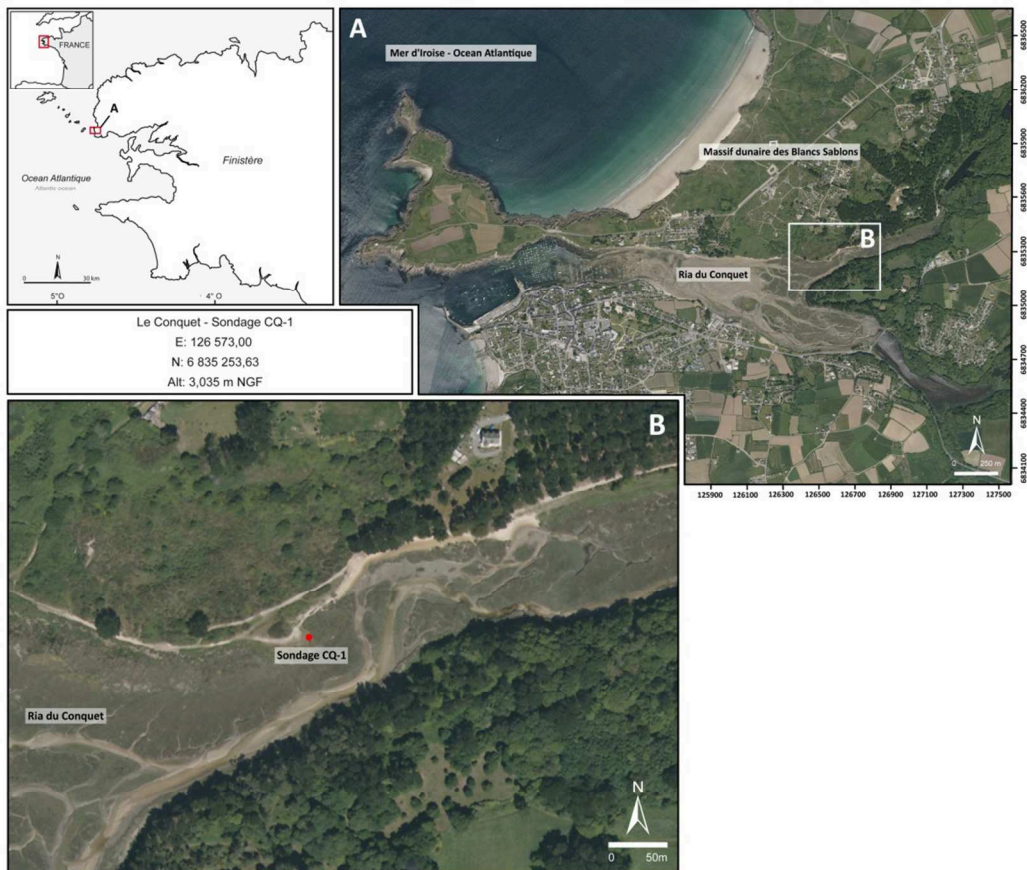 FRANCE
A
Finistère
Ocean Atlantique
Atlantic ocean
N
0 30 km
5°O 4° O
Le Conquet - Sondage CQ-1
E: 126 573,00
N: 6 835 253,63
Alt: 3,035 m NGF
A
Mer d'Iroise - Ocean Atlantique
Massif dunaire des Blancs Sablons
B
Ria du Conquet
N
0 250 m
6836500
6836200
6835900
6835600
6835300
6835000
6834700
6834400
6834100
125900 126100 126300 126500 126700 126900 127100 127300 127500
B
Sondage CQ-1
Ria du Conquet
N
0 50m